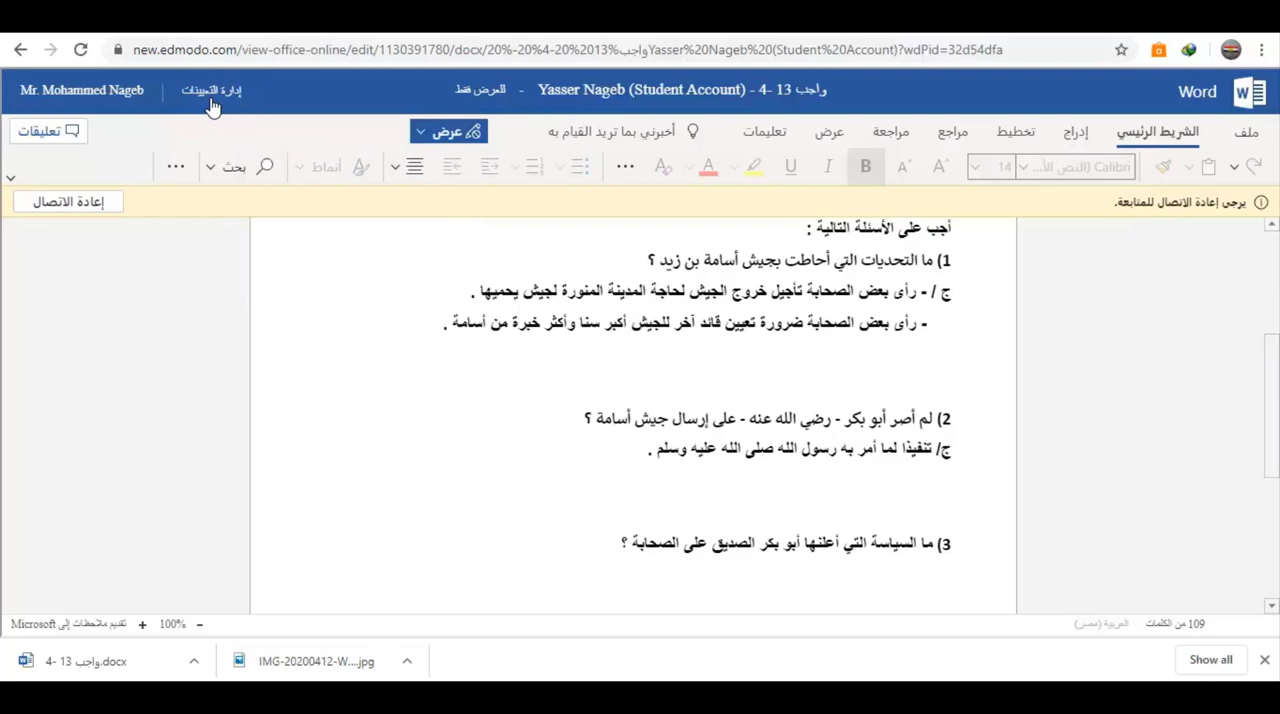 new.edmodo.com/view-office-online/edit/1130391780/docx/20%-20%4-20%2013%واجبYasser%20Nageb%20(Student%20Account)?wdPid=32d54dfa
Word
واجب 13 -4 - Yasser Nageb (Student Account) - للعرض فقط
إدارة التعيينات
Mr. Mohammed Nageb
ملف الشريط الرئيسي إدراج تخطيط مراجع مراجعة عرض تعليمات أخبرني بما تريد القيام به عرض تعليقات
Calibri (النص الأ... 14 B I U A أنماط بحث
يرجى إعادة الاتصال للمتابعة. إعادة الاتصال
أجب على الأسئلة التالية :
1) ما التحديات التي أحاطت بجيش أسامة بن زيد ؟
ج / - رأى بعض الصحابة تأجيل خروج الجيش لحاجة المدينة المنورة لجيش يحميها .
- رأى بعض الصحابة ضرورة تعيين قائد آخر للجيش أكبر سنا وأكثر خبرة من أسامة .
2) لم أصر أبو بكر - رضي الله عنه - على إرسال جيش أسامة ؟
ج/ تنفيذًا لما أمر به رسول الله صلى الله عليه وسلم .
3) ما السياسة التي أعلنها أبو بكر الصديق على الصحابة ؟
109 من الكلمات العربية (مصر) - 100% + تقديم ملاحظات إلى Microsoft
واجب 13 -4.docx IMG-20200412-W....jpg Show all